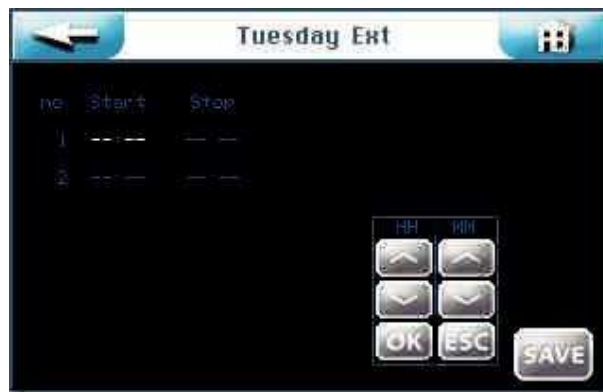 Tuesday Ext
no Start Stop
1 --:-- --:--
2 --:-- --:--
HH MM
OK ESC
SAVE